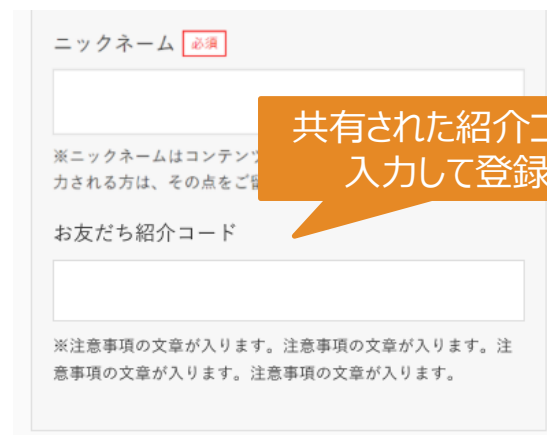 ニックネーム 必須
共有された紹介コ
入力して登録
※ニックネームはコンテンツ
力される方は、その点をご留
お友だち紹介コード
※注意事項の文章が入ります。注意事項の文章が入ります。注
意事項の文章が入ります。注意事項の文章が入ります。